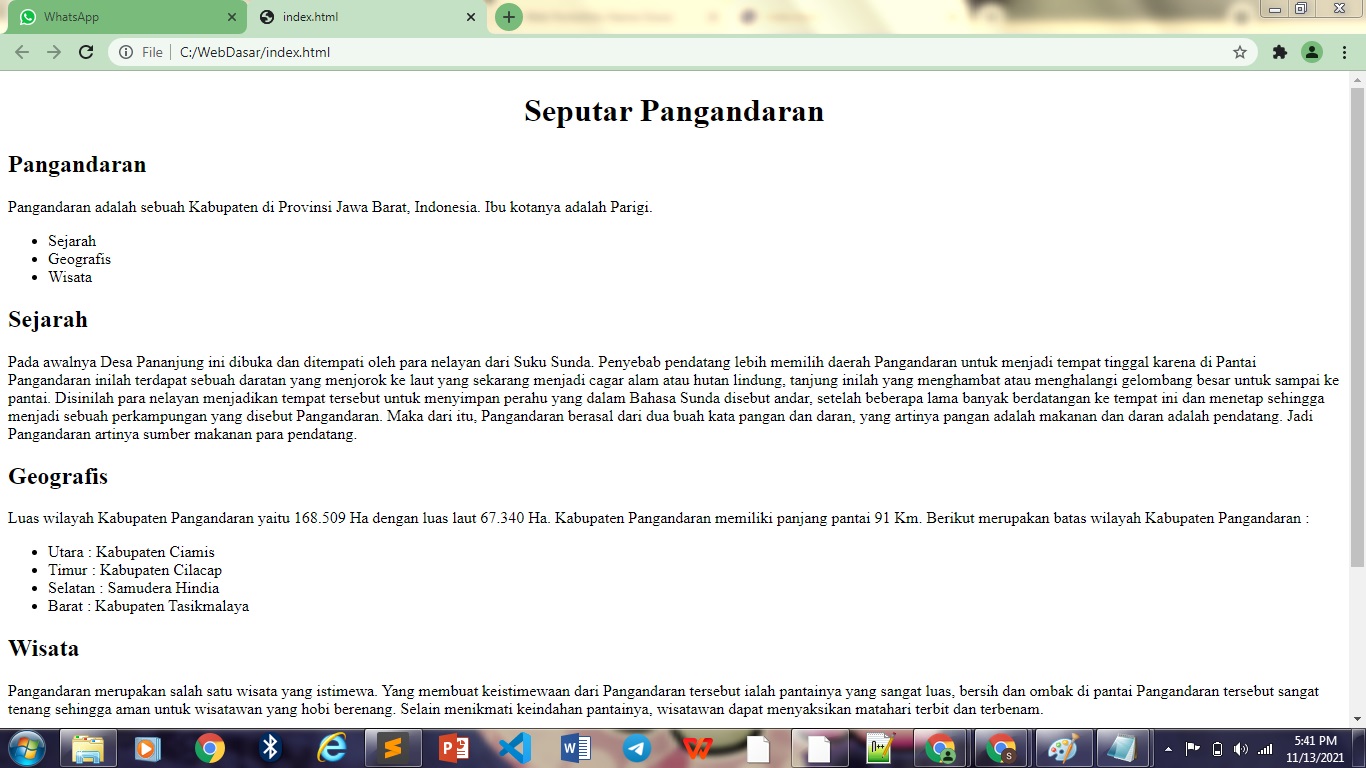 WhatsApp
index.html
File
C:/WebDasar/index.html
Seputar Pangandaran
Pangandaran
Pangandaran adalah sebuah Kabupaten di Provinsi Jawa Barat, Indonesia. Ibu kotanya adalah Parigi.
• Sejarah
• Geografis
• Wisata
Sejarah
Pada awalnya Desa Pananjung ini dibuka dan ditempati oleh para nelayan dari Suku Sunda. Penyebab pendatang lebih memilih daerah Pangandaran untuk menjadi tempat tinggal karena di Pantai
Pangandaran inilah terdapat sebuah daratan yang menjorok ke laut yang sekarang menjadi cagar alam atau hutan lindung, tanjung inilah yang menghambat atau menghalangi gelombang besar untuk sampai ke
pantai. Disinilah para nelayan menjadikan tempat tersebut untuk menyimpan perahu yang dalam Bahasa Sunda disebut andar, setelah beberapa lama banyak berdatangan ke tempat ini dan menetap sehingga
menjadi sebuah perkampungan yang disebut Pangandaran. Maka dari itu, Pangandaran berasal dari dua buah kata pangan dan daran, yang artinya pangan adalah makanan dan daran adalah pendatang. Jadi
Pangandaran artinya sumber makanan para pendatang.
Geografis
Luas wilayah Kabupaten Pangandaran yaitu 168.509 Ha dengan luas laut 67.340 Ha. Kabupaten Pangandaran memiliki panjang pantai 91 Km. Berikut merupakan batas wilayah Kabupaten Pangandaran :
• Utara : Kabupaten Ciamis
• Timur : Kabupaten Cilacap
• Selatan : Samudera Hindia
• Barat : Kabupaten Tasikmalaya
Wisata
Pangandaran merupakan salah satu wisata yang istimewa. Yang membuat keistimewaan dari Pangandaran tersebut ialah pantainya yang sangat luas, bersih dan ombak di pantai Pangandaran tersebut sangat
tenang sehingga aman untuk wisatawan yang hobi berenang. Selain menikmati keindahan pantainya, wisatawan dapat menyaksikan matahari terbit dan terbenam.
5:41 PM
11/13/2021